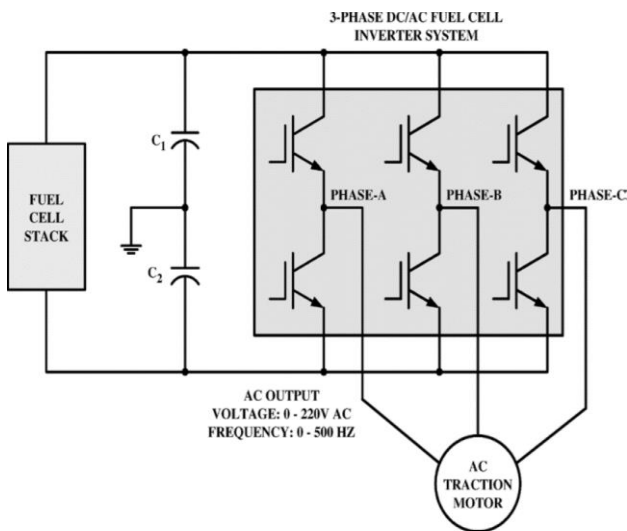 3-PHASE DC/AC FUEL CELL
INVERTER SYSTEM
C1
FUEL
CELL
STACK
PHASE-A
PHASE-B
PHASE-C
C2
AC OUTPUT
VOLTAGE: 0 - 220V AC
FREQUENCY: 0 - 500 HZ
AC
TRACTION
MOTOR